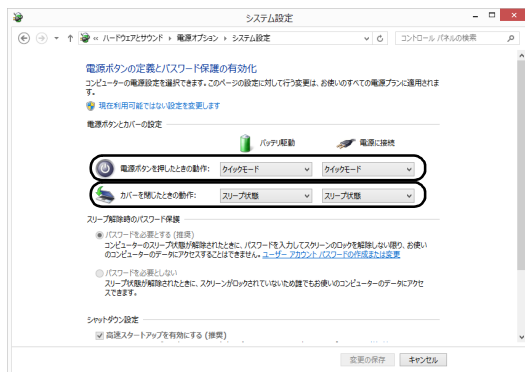 システム設定
« ハードウェアとサウンド ▸ 電源オプション ▸ システム設定
コントロール パネルの検索
電源ボタンの定義とパスワード保護の有効化
コンピューターの電源設定を選択できます。このページの設定に対して行う変更は、お使いのすべての電源プランに適用されま
す。
現在利用可能ではない設定を変更します
電源ボタンとカバーの設定
バッテリ駆動 電源に接続
電源ボタンを押したときの動作: クイックモード クイックモード
カバーを閉じたときの動作: スリープ状態 スリープ状態
スリープ解除時のパスワード保護
パスワードを必要とする (推奨)
コンピューターのスリープ状態が解除されたときに、パスワードを入力してスクリーンのロックを解除しない限り、お使い
のコンピューターのデータにアクセスすることはできません。ユーザー アカウント パスワードの作成または変更
パスワードを必要としない
スリープ状態が解除されたときに、スクリーンがロックされていないため誰でもお使いのコンピューターのデータにアクセ
スできます。
シャットダウン設定
高速スタートアップを有効にする (推奨)
変更の保存 キャンセル